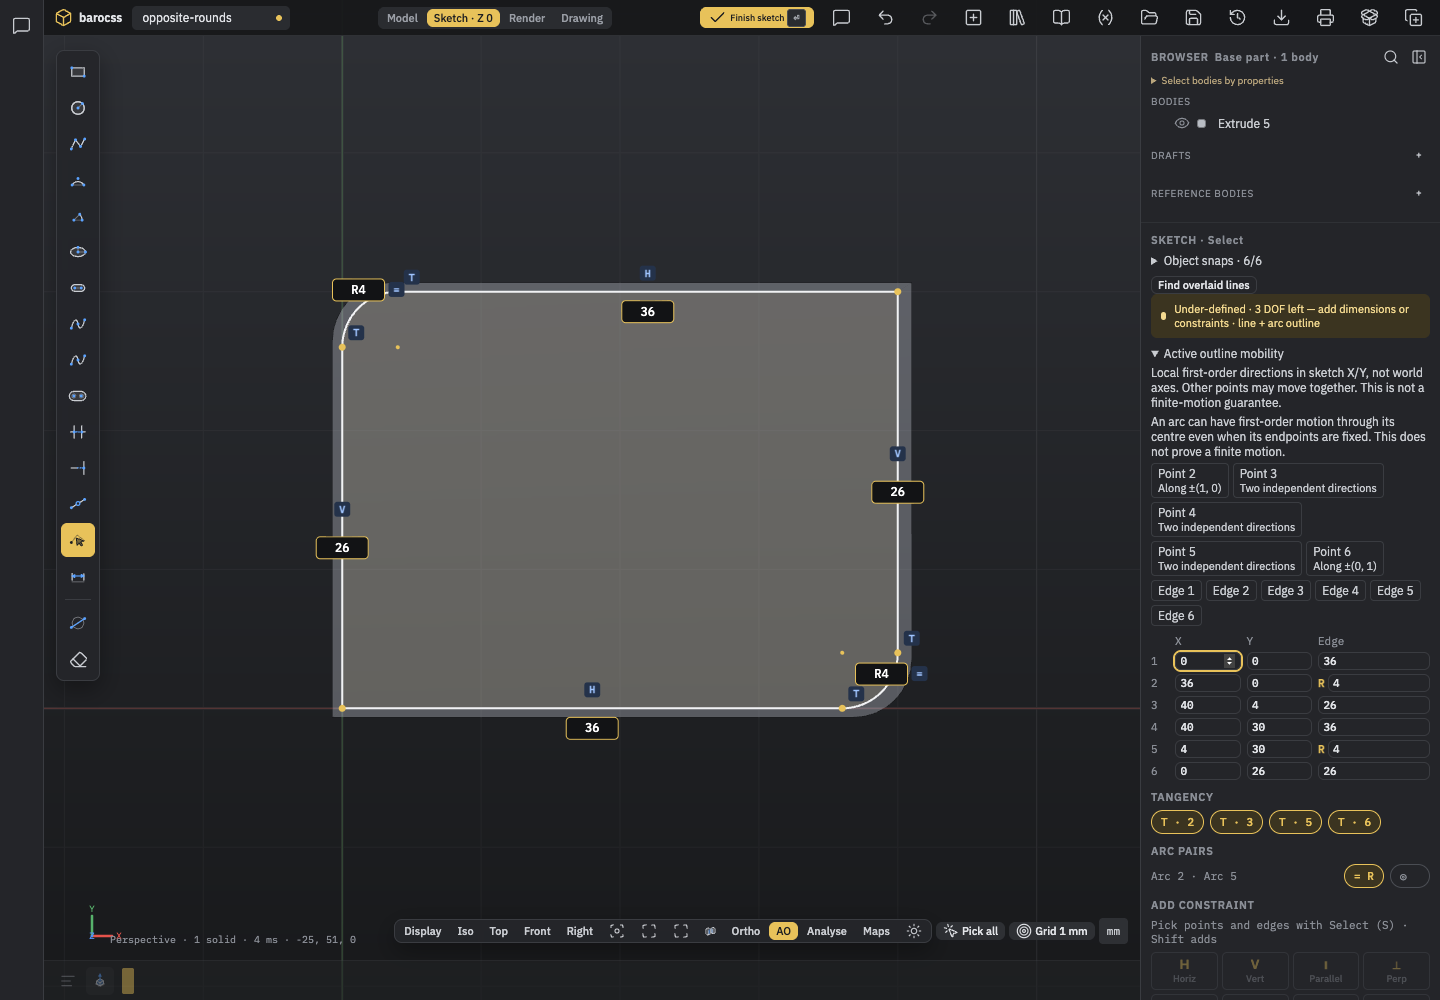 barocss
opposite-rounds
Model
Sketch · Z 0
Render
Drawing
Finish sketch
BROWSER Base part · 1 body
Select bodies by properties
BODIES
Extrude 5
DRAFTS
+
REFERENCE BODIES
+
SKETCH · Select
Object snaps · 6/6
Find overlaid lines
Under-defined · 3 DOF left — add dimensions or
constraints · line + arc outline
Active outline mobility
Local first-order directions in sketch X/Y, not world
axes. Other points may move together. This is not a
finite-motion guarantee.
An arc can have first-order motion through its
centre even when its endpoints are fixed. This does
not prove a finite motion.
Point 2
Along ±(1, 0)
Point 3
Two independent directions
Point 4
Two independent directions
Point 5
Two independent directions
Point 6
Along ±(0, 1)
Edge 1 Edge 2 Edge 3 Edge 4 Edge 5
Edge 6
X Y Edge
1 0 0 36
2 36 0 R 4
3 40 4 26
4 40 30 36
5 4 30 R 4
6 0 26 26
TANGENCY
T · 2 T · 3 T · 5 T · 6
ARC PAIRS
Arc 2 · Arc 5 = R ◎
ADD CONSTRAINT
Pick points and edges with Select (S) ·
Shift adds
H
Horiz
V
Vert
∥
Parallel
⊥
Perp
T
H
R4
=
36
T
V
26
V
26
T
R4
=
H
T
36
Y
X
Z
Perspective · 1 solid · 4 ms · -25, 51, 0
Display Iso Top Front Right Ortho AO Analyse Maps Pick all Grid 1 mm mm